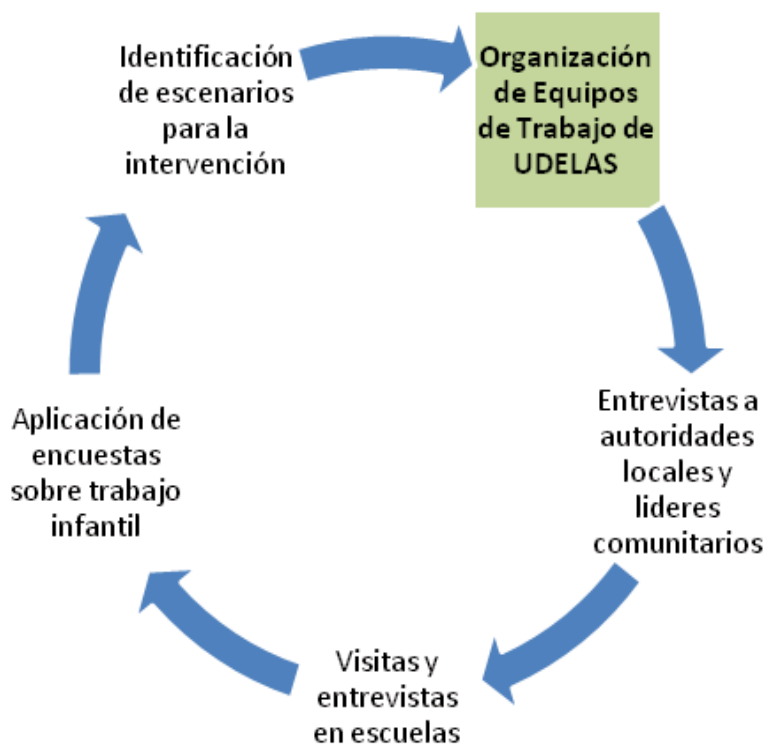 Identificación
de escenarios
para la
intervención
Organización
de Equipos
de Trabajo de
UDELAS
Entrevistas a
autoridades
locales y
lideres
comunitarios
Visitas y
entrevistas
en escuelas
Aplicación de
encuestas
sobre trabajo
infantil